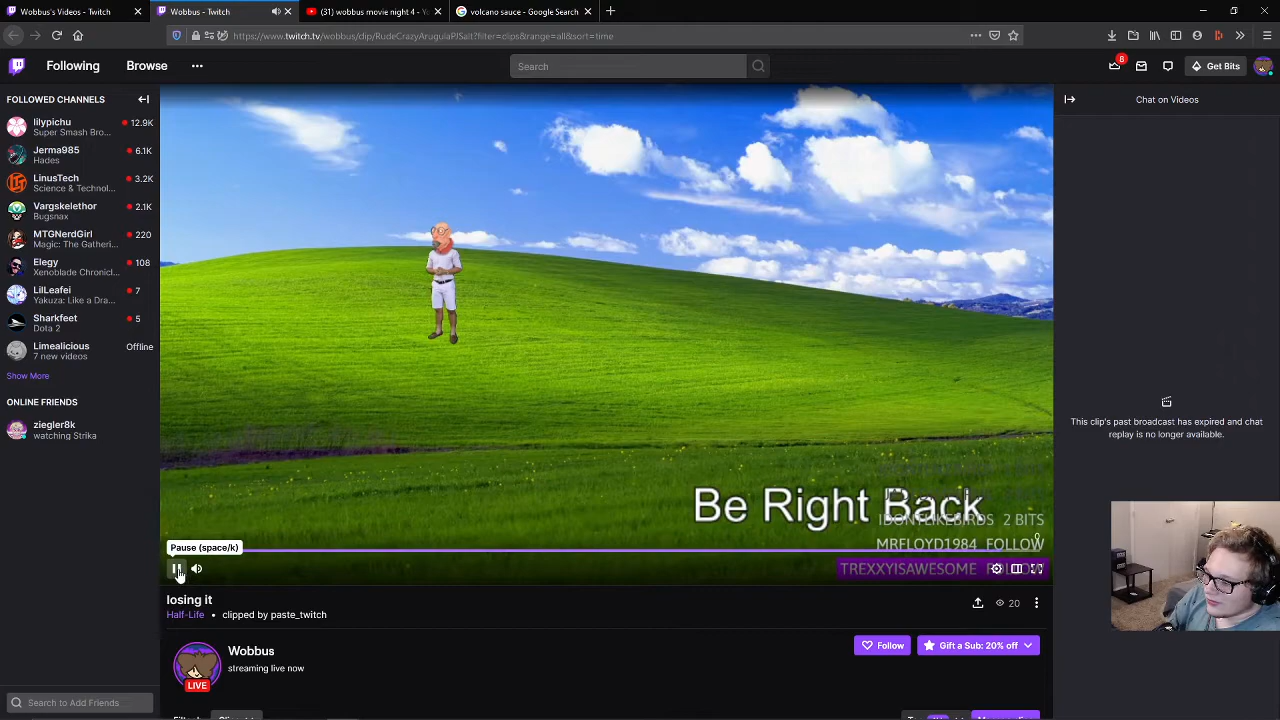 Wobbus's Videos - Twitch
Wobbus - Twitch
(31) wobbus movie night 4 - Yo
volcano sauce - Google Search
https://www.twitch.tv/wobbus/clip/RudeCrazyArugulaPJSalt?filter=clips&range=all&sort=time
Following
Browse
Search
8
Get Bits
FOLLOWED CHANNELS
lilypichu
Super Smash Bro...
12.9K
Jerma985
Hades
6.1K
LinusTech
Science & Technol...
3.2K
Vargskelethor
Bugsnax
2.1K
MTGNerdGirl
Magic: The Gatheri...
220
Elegy
Xenoblade Chronicl...
108
LilLeafei
Yakuza: Like a Dra...
7
Sharkfeet
Dota 2
5
Limealicious
7 new videos
Offline
Show More
ONLINE FRIENDS
ziegler8k
watching Strika
Search to Add Friends
Be Right Back
IDONTLIKEBIRDS 2 BITS
MRFLOYD1984 FOLLOW
TREXXYISAWESOME FOLLOW
Pause (space/k)
losing it
Half-Life • clipped by paste_twitch
20
Wobbus
streaming live now
LIVE
Follow
Gift a Sub: 20% off
Chat on Videos
This clip's past broadcast has expired and chat
replay is no longer available.